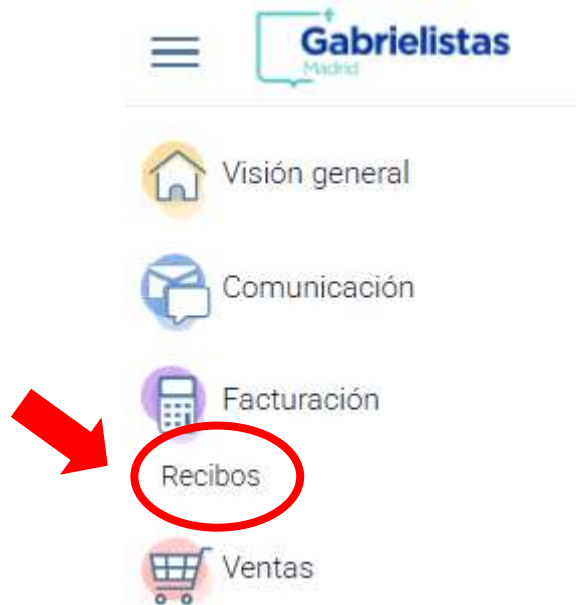 Gabrielistas
Madrid
Visión general
Comunicación
Facturación
Recibos
Ventas